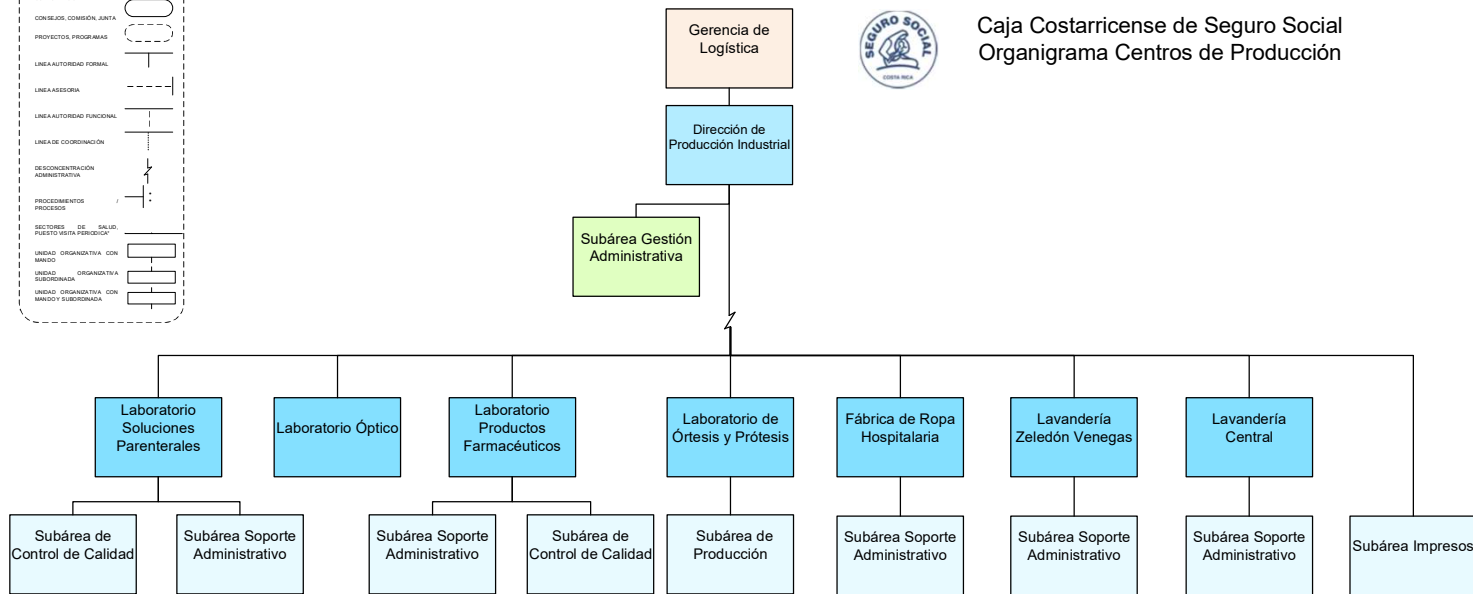 CONSEJOS, COMISIÓN, JUNTA
PROYECTOS, PROGRAMAS
LINEA AUTORIDAD FORMAL
LINEA ASESORIA
LINEA AUTORIDAD FUNCIONAL
LINEA DE COORDINACIÓN
DESCONCENTRACIÓN
ADMINISTRATIVA
PROCEDIMIENTOS /
PROCESOS
SECTORES DE SALUD,
PUESTO VISITA PERIODICA*
UNIDAD ORGANIZATIVA CON
MANDO
UNIDAD ORGANIZATIVA
SUBORDINADA
UNIDAD ORGANIZATIVA CON
MANDO Y SUBORDINADA
Gerencia de
Logística
SEGURO SOCIAL
COSTA RICA
Caja Costarricense de Seguro Social
Organigrama Centros de Producción
Dirección de
Producción Industrial
Subárea Gestión
Administrativa
Laboratorio
Soluciones
Parenterales
Laboratorio Óptico
Laboratorio
Productos
Farmacéuticos
Laboratorio de
Órtesis y Prótesis
Fábrica de Ropa
Hospitalaria
Lavandería
Zeledón Venegas
Lavandería
Central
Subárea de
Control de Calidad
Subárea Soporte
Administrativo
Subárea Soporte
Administrativo
Subárea de
Control de Calidad
Subárea de
Producción
Subárea Soporte
Administrativo
Subárea Soporte
Administrativo
Subárea Soporte
Administrativo
Subárea Impresos